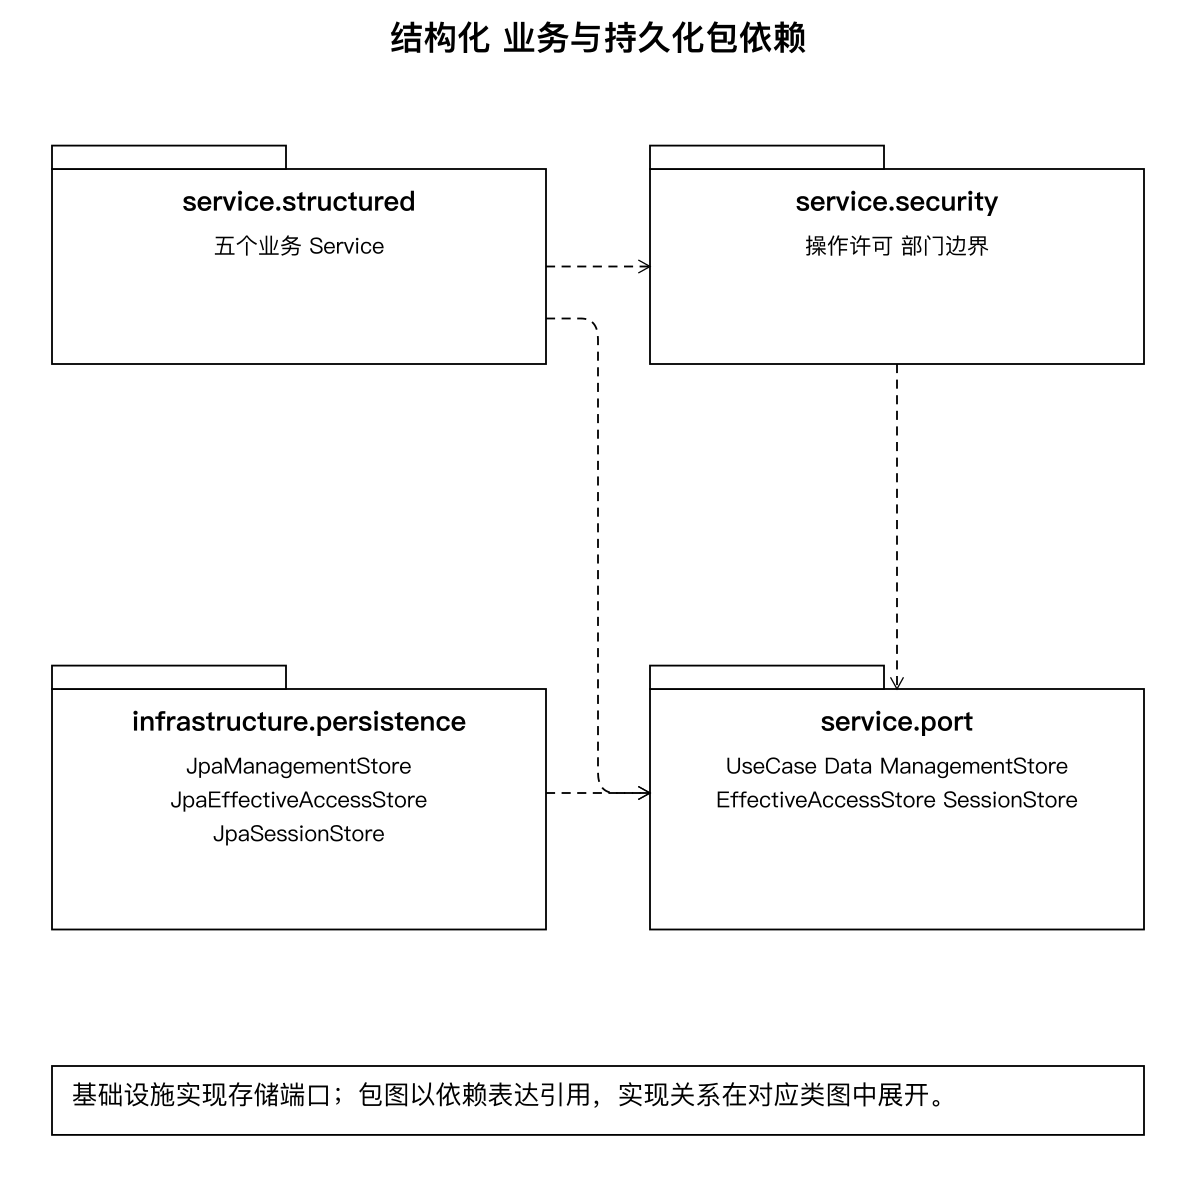 结构化 业务与持久化包依赖
service.structured
五个业务 Service
service.security
操作许可 部门边界
infrastructure.persistence
JpaManagementStore
JpaEffectiveAccessStore
JpaSessionStore
service.port
UseCase Data ManagementStore
EffectiveAccessStore SessionStore
基础设施实现存储端口；包图以依赖表达引用，实现关系在对应类图中展开。